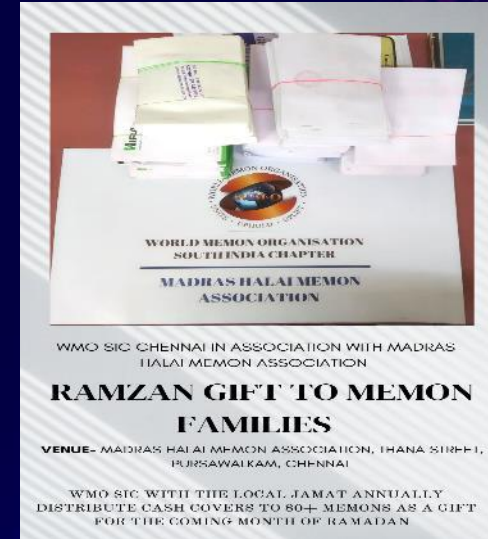 WORLD MEMON ORGANISATION
SOUTH INDIA CHAPTER
MADRAS HALAI MEMON
ASSOCIATION
WMO SIC CHENNAI IN ASSOCIATION WITH MADRAS
HALAI MEMON ASSOCIATION
RAMZAN GIFT TO MEMON
FAMILIES
VENUE- MADRAS HALAI MEMON ASSOCIATION, THANA STREET,
PURSAWALKAM, CHENNAI
WMO SIC WITH THE LOCAL JAMAT ANNUALLY
DISTRIBUTE CASH COVERS TO 80+ MEMONS AS A GIFT
FOR THE COMING MONTH OF RAMADAN